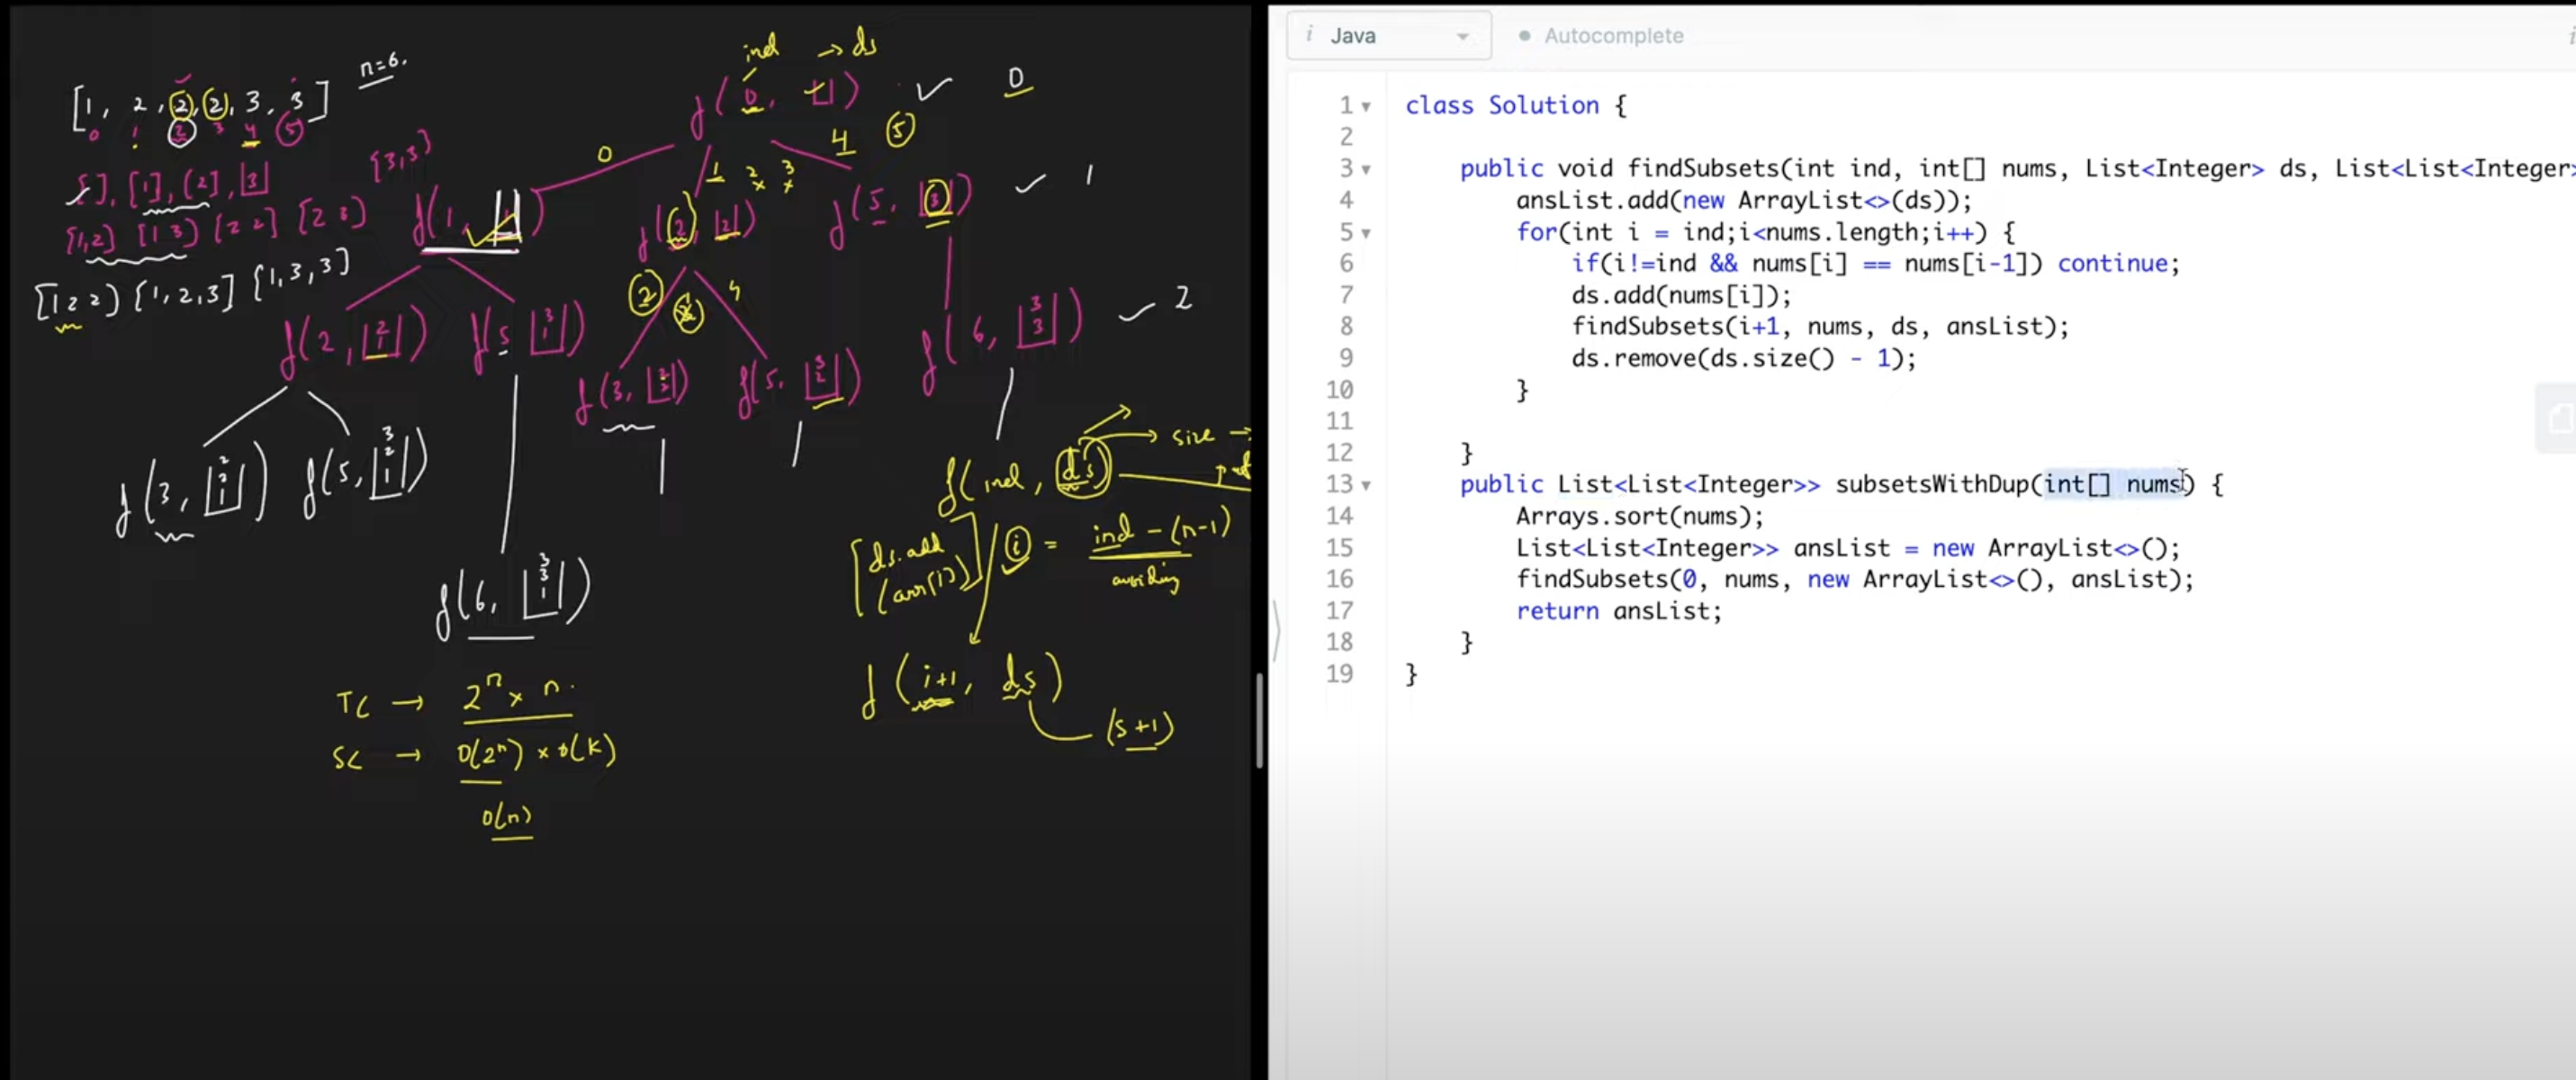 ind → ds
n=6.
[1, 2, 2, 2, 3, 3]
0 1 2 3 4 5
f(0, [])
0
4 5
0
1 2 3
[3,3]
[], [1], [2], [3]
[1,2] [1 3] [2 2] [2 3]
[1 2 2] [1,2,3] [1,3,3]
f(1,
f(2, 2)
f(5, 3)
1
2 4
f(2, 2 1)
f(5 3 1)
f(6, 3 3)
2
f(3, 2 2)
f(5, 3 2)
f(3, 2 2 1)
f(5, 3 2 1)
f(ind, ds)
size →
f(6, 3 3 1)
ds.add
(arr[i])
i = ind - (n-1)
f(i+1, ds)
(s+1)
TC → 2ⁿ x n.
SC → O(2ⁿ) x O(k)
O(n)
i Java
Autocomplete
1 class Solution {
2
3 public void findSubsets(int ind, int[] nums, List<Integer> ds, List<List<Integer>
4 ansList.add(new ArrayList<>(ds));
5 for(int i = ind;i<nums.length;i++) {
6 if(i!=ind && nums[i] == nums[i-1]) continue;
7 ds.add(nums[i]);
8 findSubsets(i+1, nums, ds, ansList);
9 ds.remove(ds.size() - 1);
10 }
11
12 }
13 public List<List<Integer>> subsetsWithDup(int[] nums) {
14 Arrays.sort(nums);
15 List<List<Integer>> ansList = new ArrayList<>();
16 findSubsets(0, nums, new ArrayList<>(), ansList);
17 return ansList;
18 }
19 }